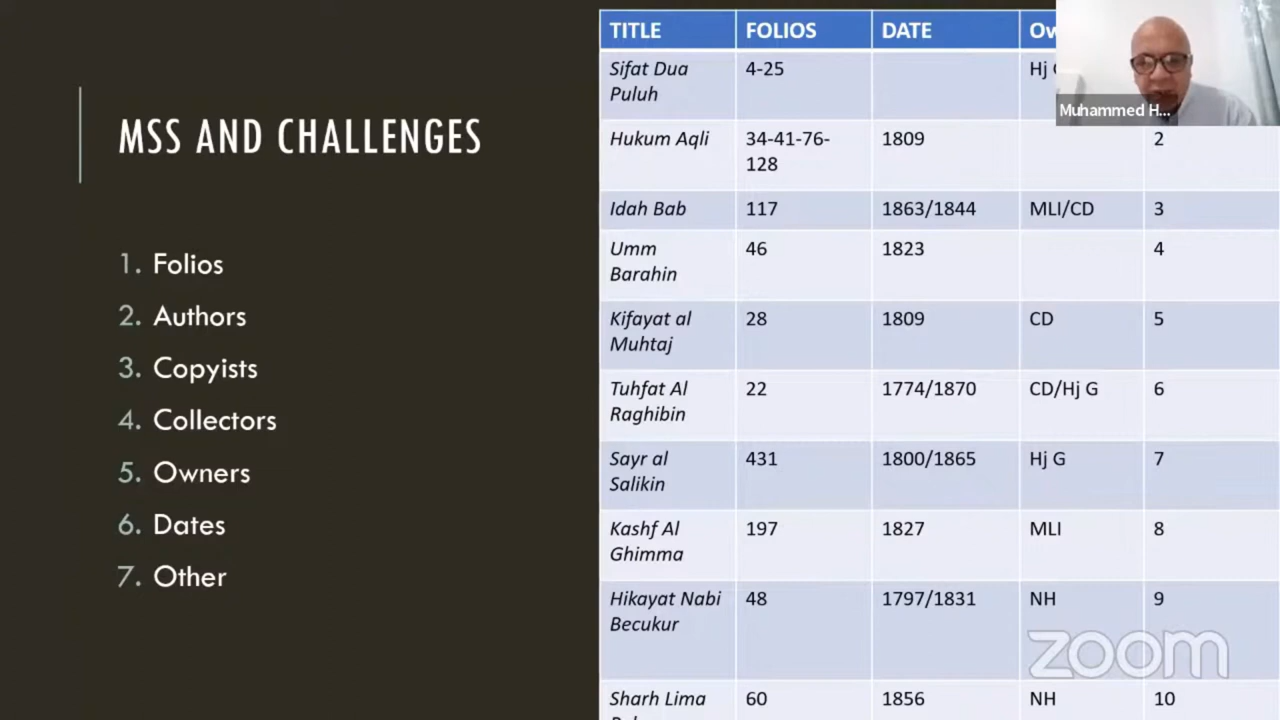 MSS AND CHALLENGES
1. Folios
2. Authors
3. Copyists
4. Collectors
5. Owners
6. Dates
7. Other
TITLE FOLIOS DATE
Sifat Dua 4-25 Hj
Puluh
Hukum Aqli 34-41-76- 1809 2
128
Idah Bab 117 1863/1844 MLI/CD 3
Umm 46 1823 4
Barahin
Kifayat al 28 1809 CD 5
Muhtaj
Tuhfat Al 22 1774/1870 CD/Hj G 6
Raghibin
Sayr al 431 1800/1865 Hj G 7
Salikin
Kashf Al 197 1827 MLI 8
Ghimma
Hikayat Nabi 48 1797/1831 NH 9
Becukur
Sharh Lima 60 1856 NH 10
Muhammed H...
zoom